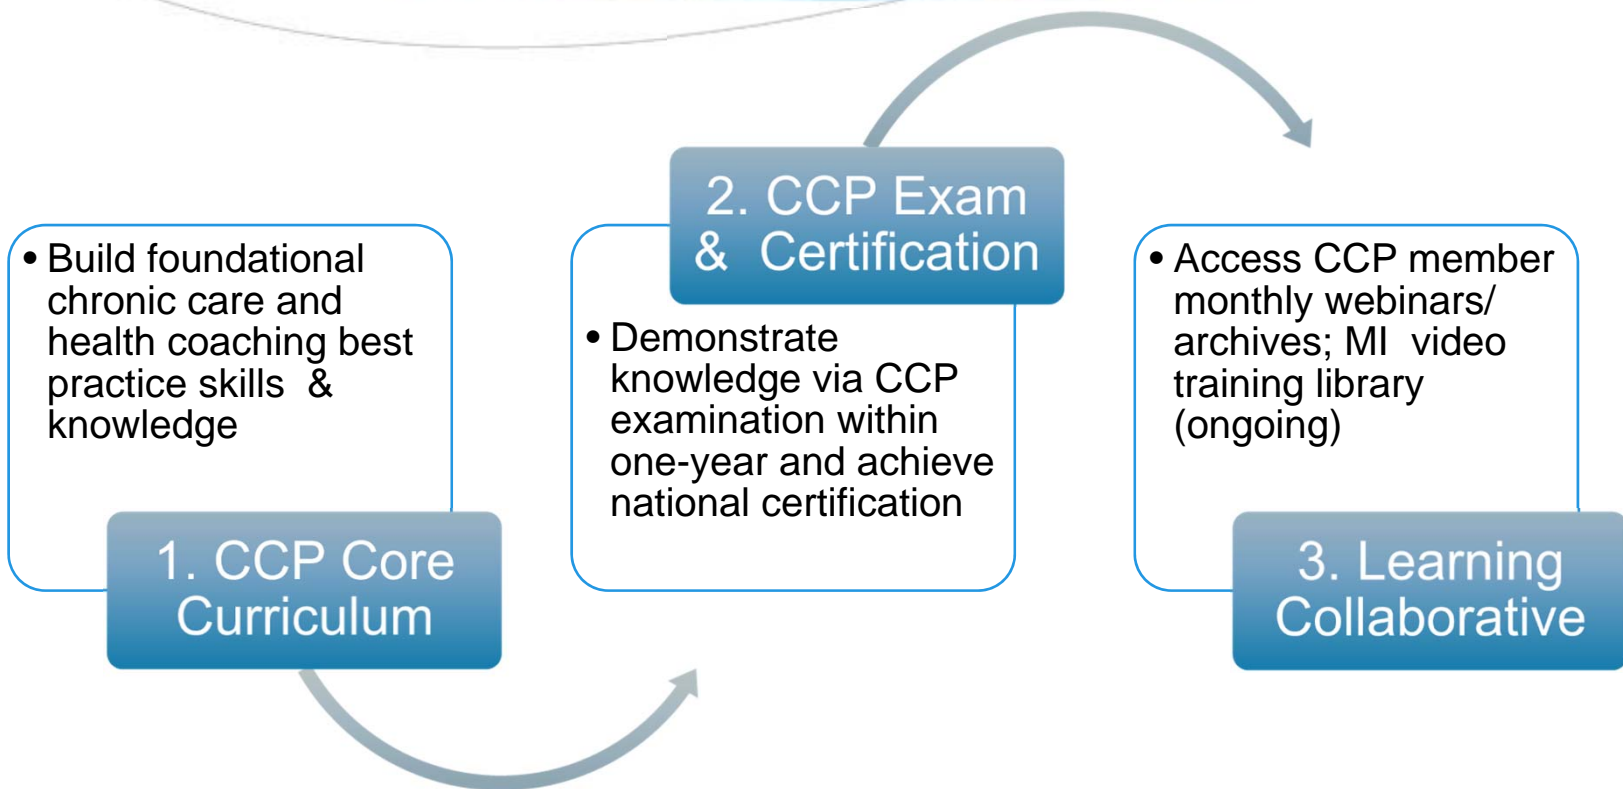 • Build foundational
chronic care and
health coaching best
practice skills & 
knowledge
1. CCP Core
Curriculum
2. CCP Exam
& Certification
• Demonstrate
knowledge via CCP
examination within
one-year and achieve
national certification
• Access CCP member
monthly webinars/
archives; MI video
training library
(ongoing)
3. Learning
Collaborative